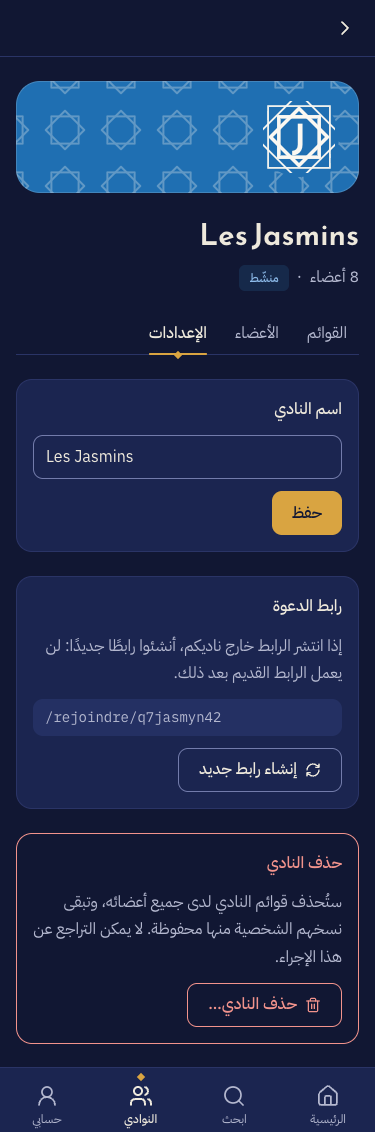 J
Les Jasmins
8 أعضاء · منشّط
القوائم الأعضاء الإعدادات
اسم النادي
Les Jasmins
حفظ
رابط الدعوة
إذا انتشر الرابط خارج ناديكم، أنشئوا رابطًا جديدًا: لن
يعمل الرابط القديم بعد ذلك.
/rejoindre/q7jasmyn42
إنشاء رابط جديد
حذف النادي
ستُحذف قوائم النادي لدى جميع أعضائه، وتبقى
نسخهم الشخصية منها محفوظة. لا يمكن التراجع عن
هذا الإجراء.
حذف النادي...
الرئيسية ابحث النوادي حسابي